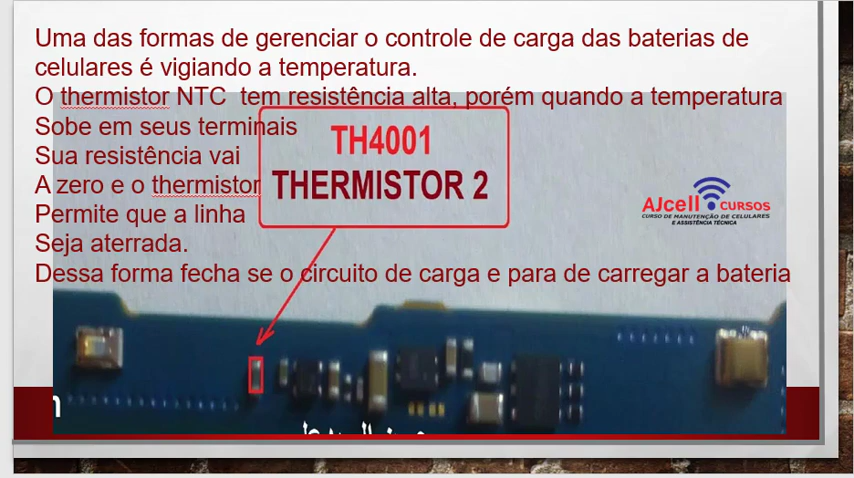 Uma das formas de gerenciar o controle de carga das baterias de
celulares é vigiando a temperatura.
O thermistor NTC tem resistência alta, porém quando a temperatura
Sobe em seus terminais
Sua resistência vai
A zero e o thermistor
Permite que a linha
Seja aterrada.
Dessa forma fecha se o circuito de carga e para de carregar a bateria
TH4001
THERMISTOR 2
AJcell CURSOS
CURSO DE MANUTENÇÃO DE CELULARES
E ASSISTÊNCIA TÉCNICA